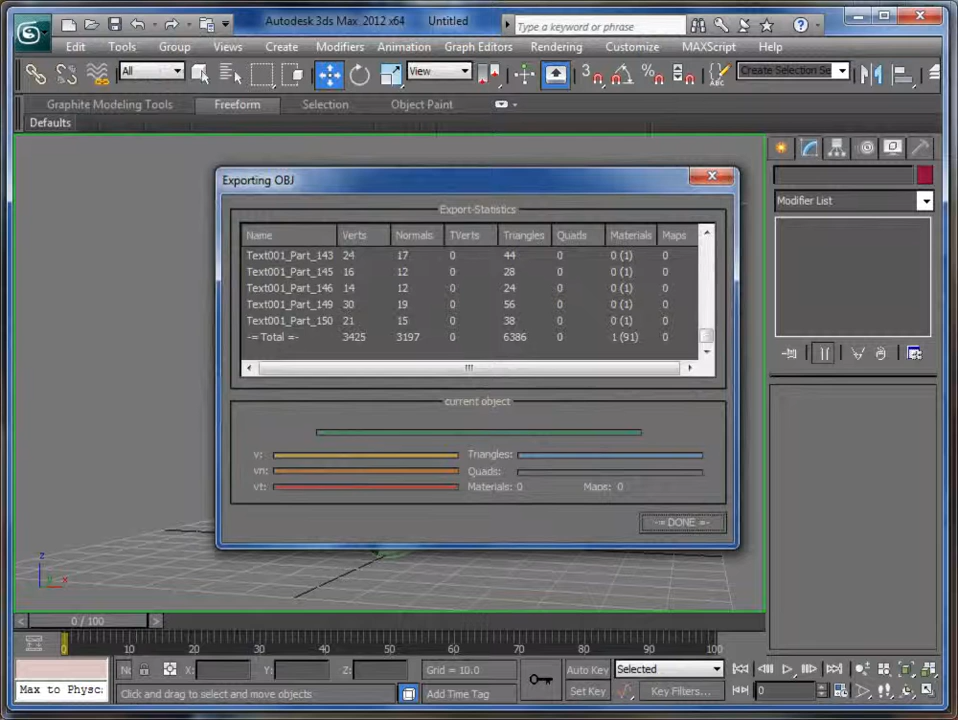 Autodesk 3ds Max 2012 x64 Untitled
Type a keyword or phrase
Edit Tools Group Views Create Modifiers Animation Graph Editors Rendering Customize MAXScript Help
All View Create Selection Se
Graphite Modeling Tools Freeform Selection Object Paint
Defaults
Modifier List
Exporting OBJ
Export-Statistics
Name Verts Normals TVerts Triangles Quads Materials Maps
Text001_Part_143 24 17 0 44 0 0 (1) 0
Text001_Part_145 16 12 0 28 0 0 (1) 0
Text001_Part_146 14 12 0 24 0 0 (1) 0
Text001_Part_149 30 19 0 56 0 0 (1) 0
Text001_Part_150 21 15 0 38 0 0 (1) 0
-= Total =- 3425 3197 0 6386 0 1 (91) 0
current object
v: Triangles:
vn: Quads:
vt: Materials: 0 Maps: 0
-= DONE =-
z
y x
< 0 / 100 >
0 10 20 30 40 50 60 70 80 90 100
X: Y: Z: Grid = 10.0 Auto Key Selected
Max to Physc: Click and drag to select and move objects Add Time Tag Set Key Key Filters... 0